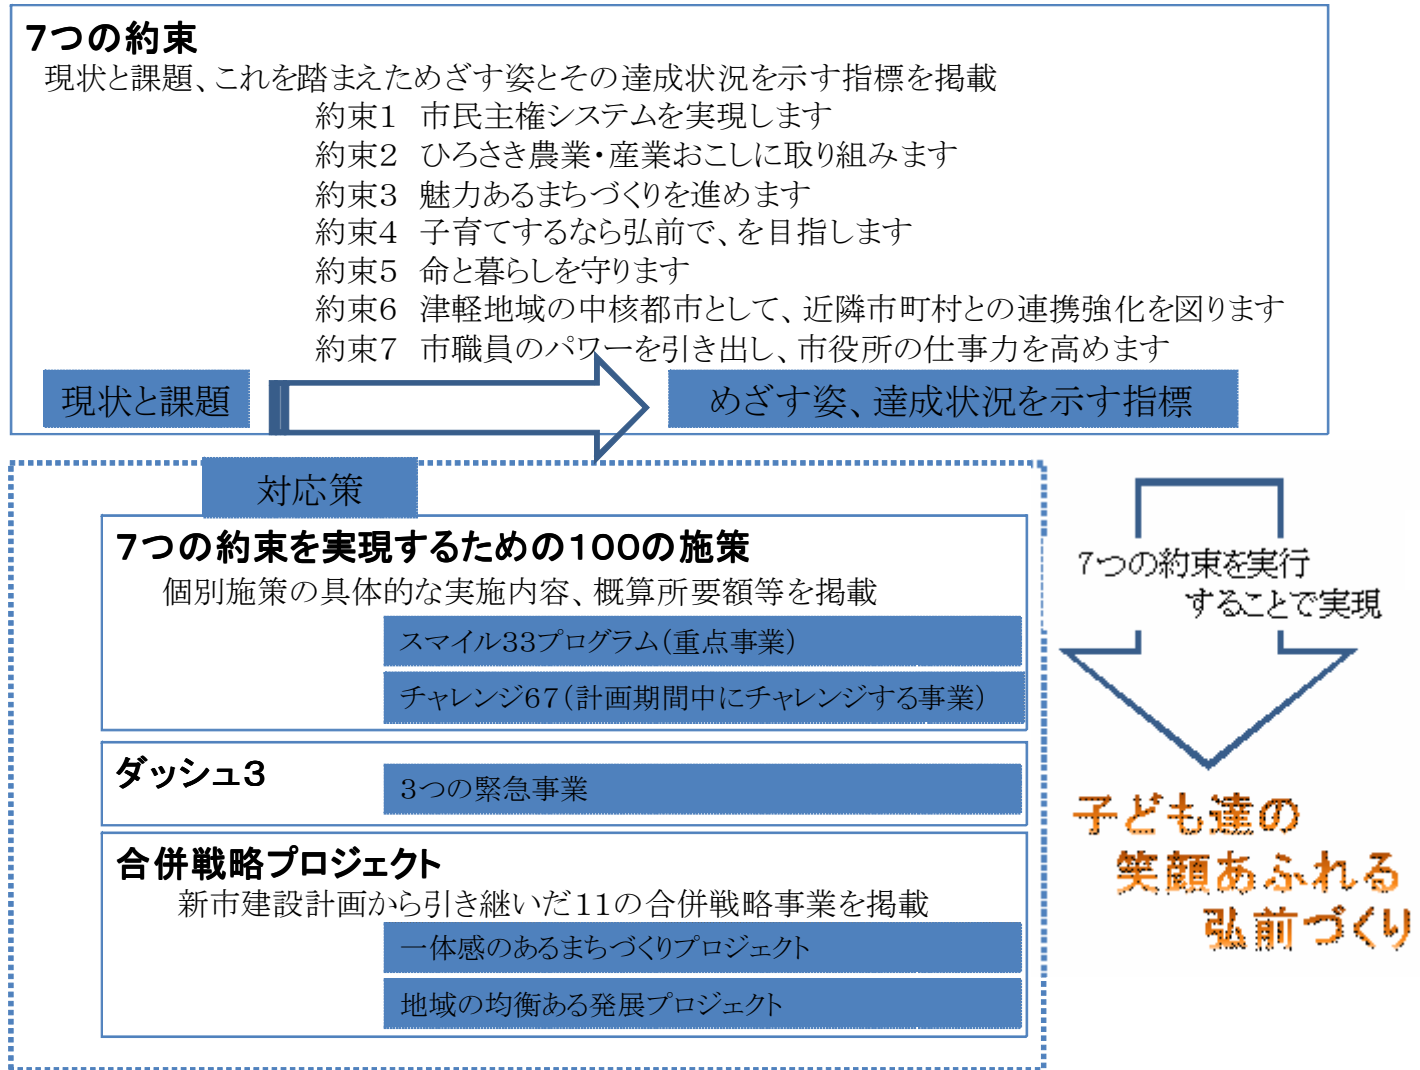 7つの約束
現状と課題、これを踏まえためざす姿とその達成状況を示す指標を掲載
約束1 市民主権システムを実現します
約束2 ひろさき農業・産業おこしに取り組みます
約束3 魅力あるまちづくりを進めます
約束4 子育てするなら弘前で、を目指します
約束5 命と暮らしを守ります
約束6 津軽地域の中核都市として、近隣市町村との連携強化を図ります
約束7 市職員のパワーを引き出し、市役所の仕事力を高めます
現状と課題
めざす姿、達成状況を示す指標
対応策
7つの約束を実現するための100の施策
個別施策の具体的な実施内容、概算所要額等を掲載
スマイル33プログラム(重点事業)
チャレンジ67(計画期間中にチャレンジする事業)
ダッシュ3
3つの緊急事業
合併戦略プロジェクト
新市建設計画から引き継いだ11の合併戦略事業を掲載
一体感のあるまちづくりプロジェクト
地域の均衡ある発展プロジェクト
7つの約束を実行
することで実現
子ども達の
笑顔あふれる
弘前づくり